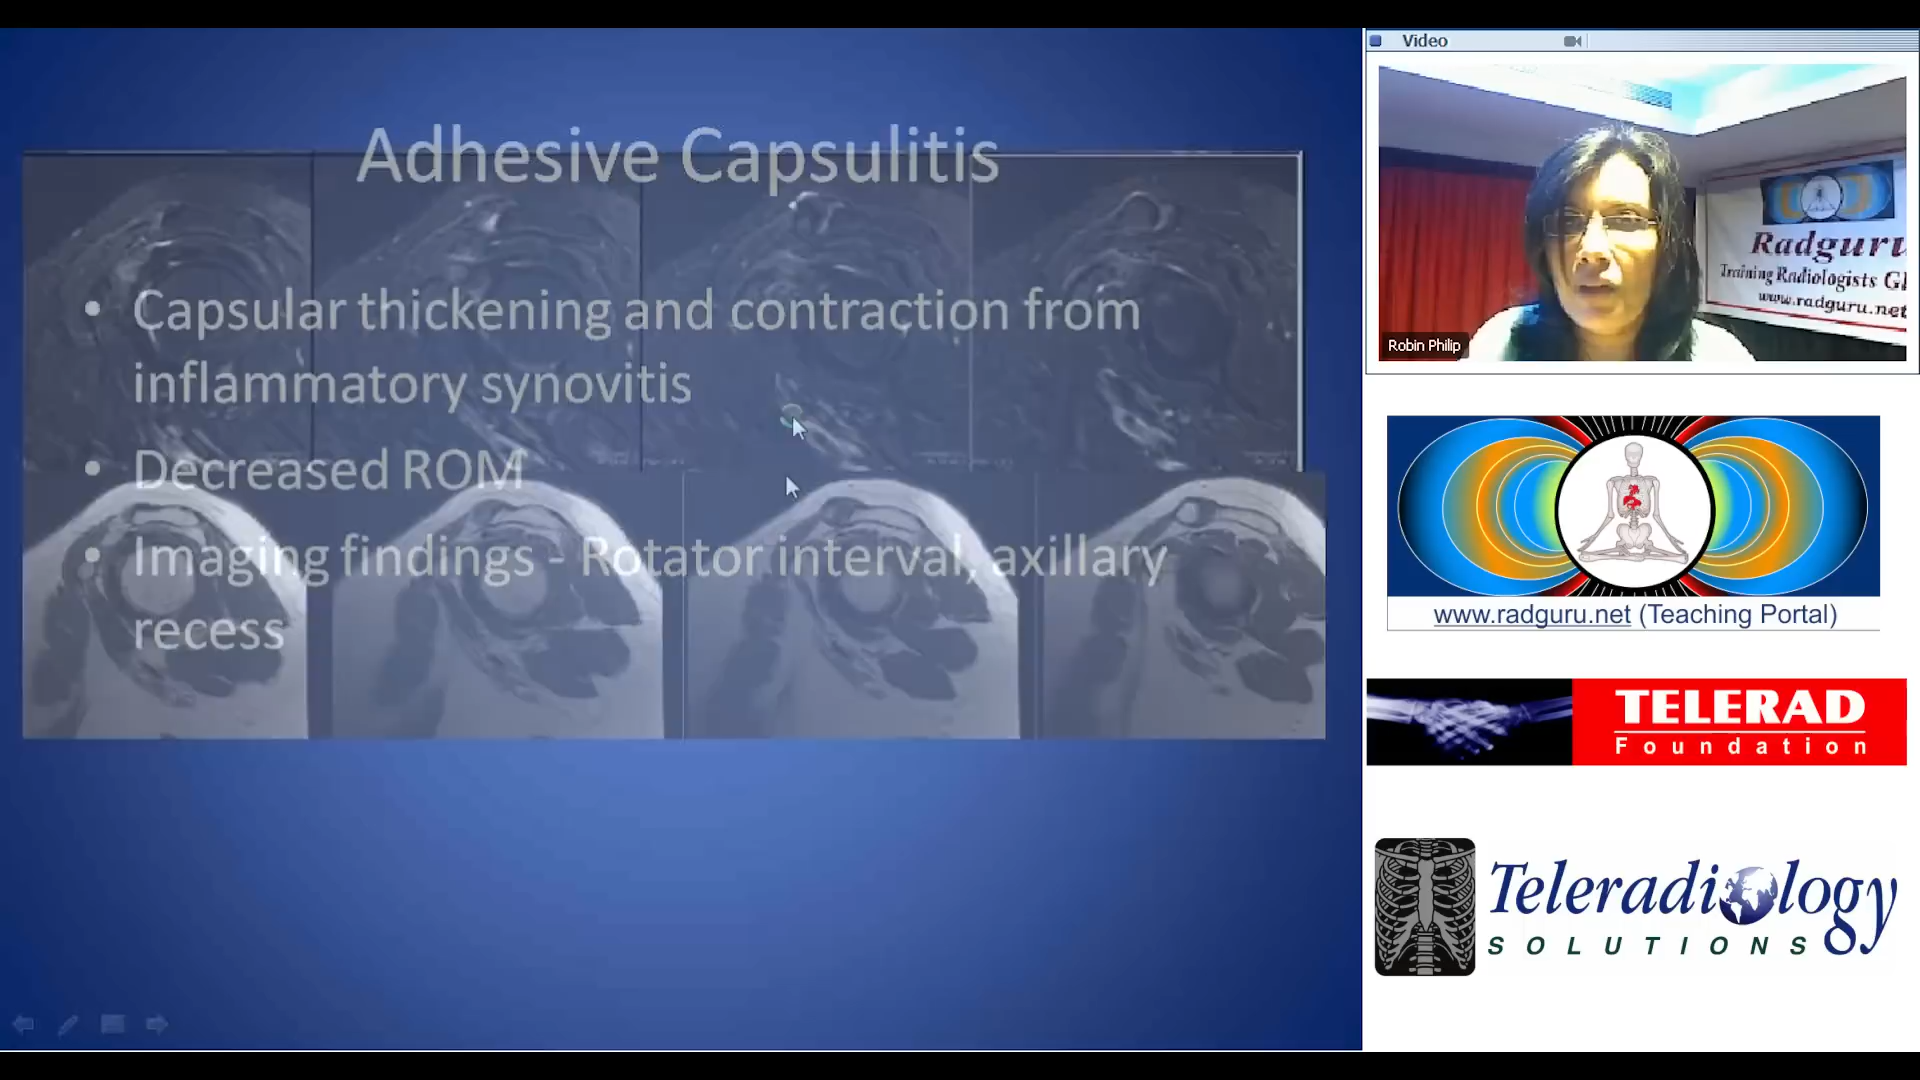 Adhesive Capsulitis
• Capsular thickening and contraction from
inflammatory synovitis
• Decreased ROM
• Imaging findings - Rotator interval, axillary
recess
Video
Radguru
Training Radiologists Gl
www.radguru.net
Robin Philip
www.radguru.net (Teaching Portal)
TELERAD
Foundation
Teleradiology
SOLUTIONS